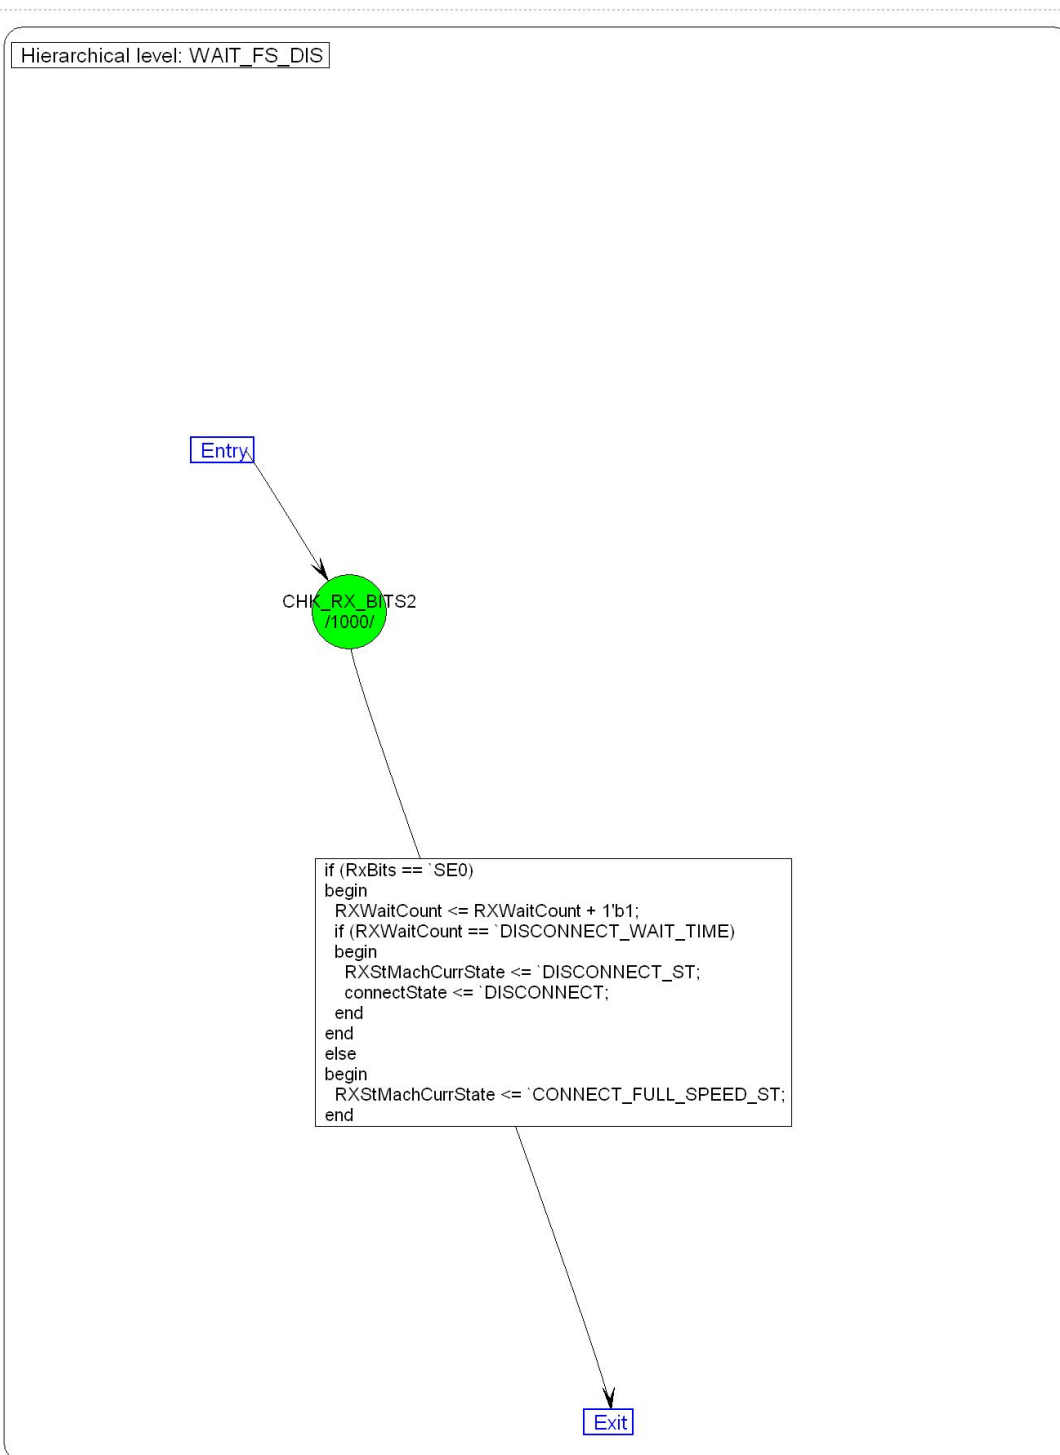 Hierarchical level: WAIT_FS_DIS
Entry
CHK_RX_BITS2
/1000/
if (RxBits == `SE0)
begin
RXWaitCount <= RXWaitCount + 1'b1;
if (RXWaitCount == `DISCONNECT_WAIT_TIME)
begin
RXStMachCurrState <= `DISCONNECT_ST;
connectState <= `DISCONNECT;
end
end
else
begin
RXStMachCurrState <= `CONNECT_FULL_SPEED_ST;
end
Exit